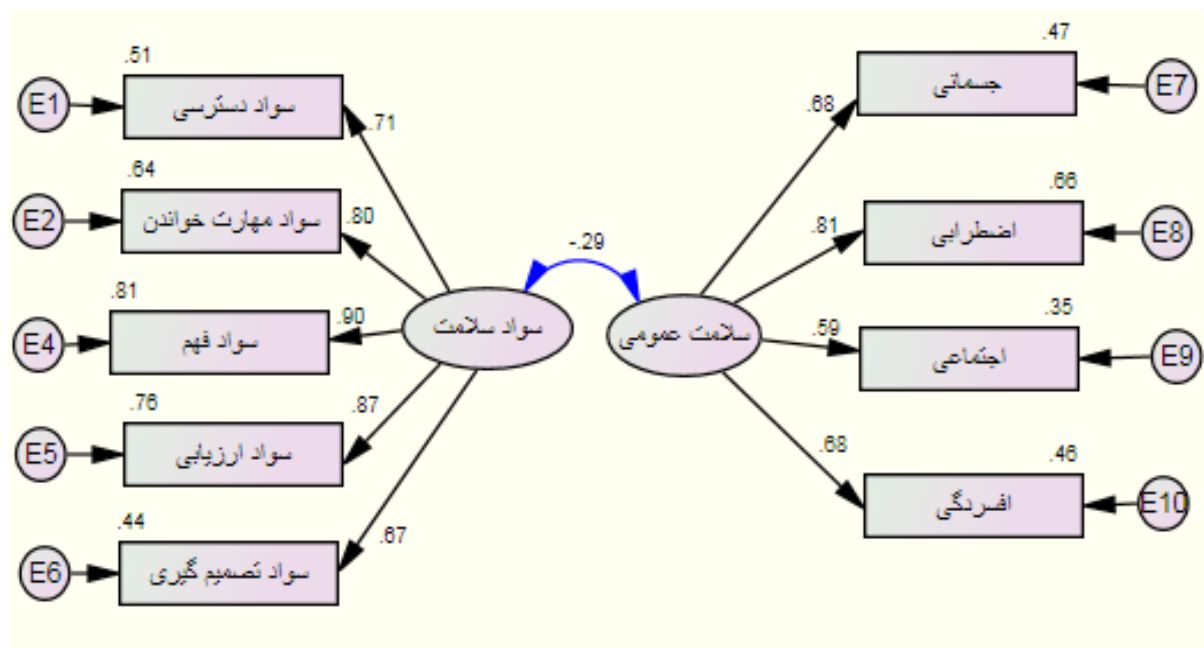 .51
E1
سواد دسترسی
.71
.64
E2
سواد مهارت خواندن
.80
.81
E4
سواد فهم
.90
.76
E5
سواد ارزیابی
.87
.44
E6
سواد تصمیم گیری
.67
سواد سلامت
-.29
سلامت عمومی
.47
جسمانی
E7
.68
.66
اضطرابی
E8
.81
.35
اجتماعی
E9
.59
.46
افسردگی
E10
.68